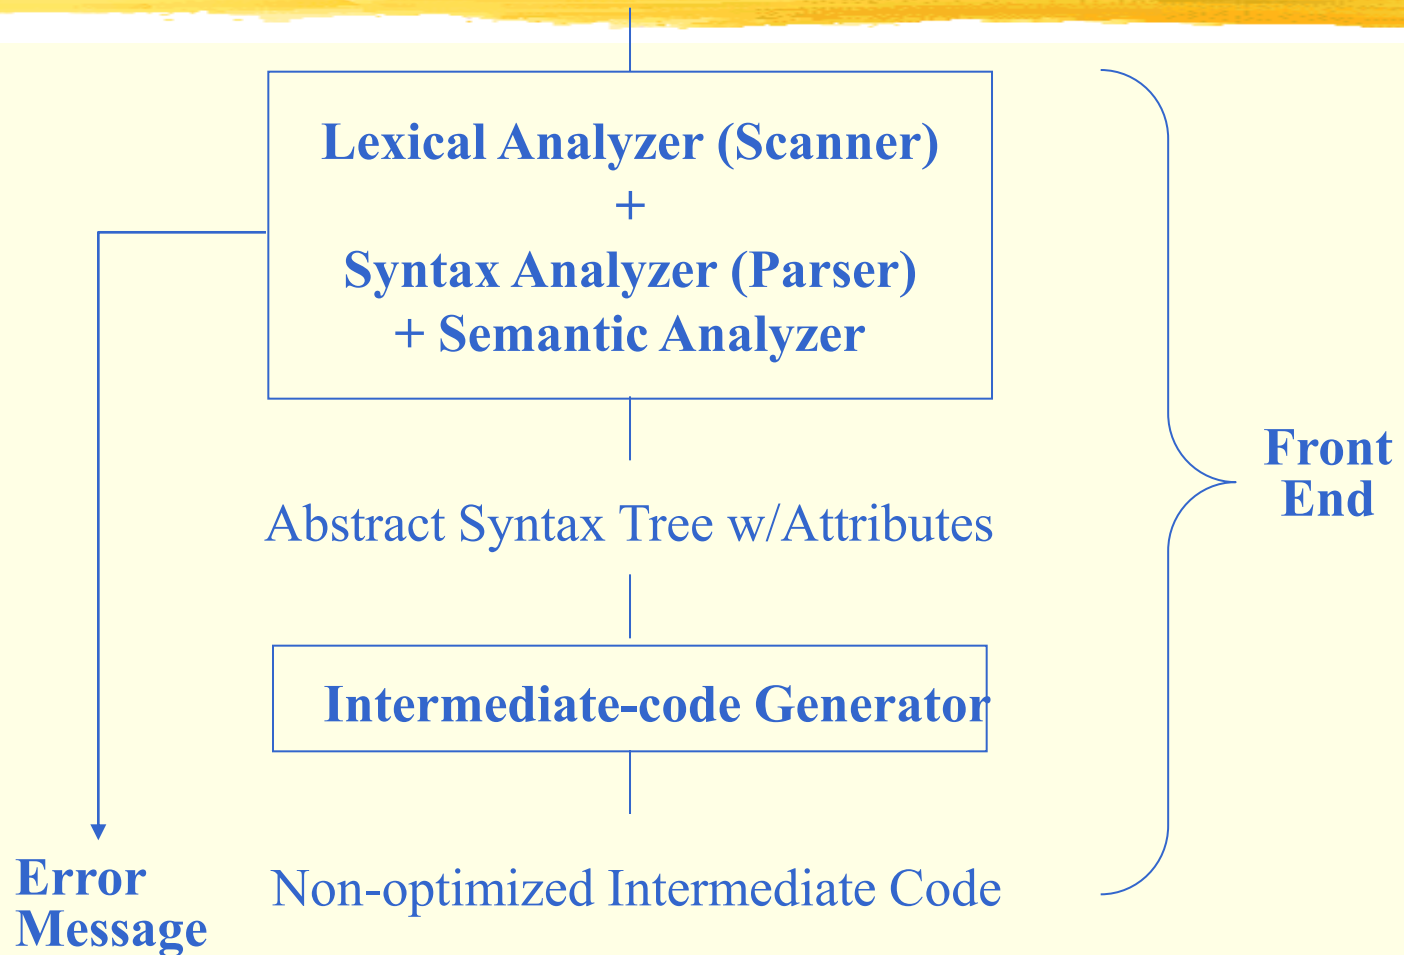 Lexical Analyzer (Scanner)
+
Syntax Analyzer (Parser)
+ Semantic Analyzer
Front
End
Abstract Syntax Tree w/Attributes
Intermediate-code Generator
Error
Message
Non-optimized Intermediate Code